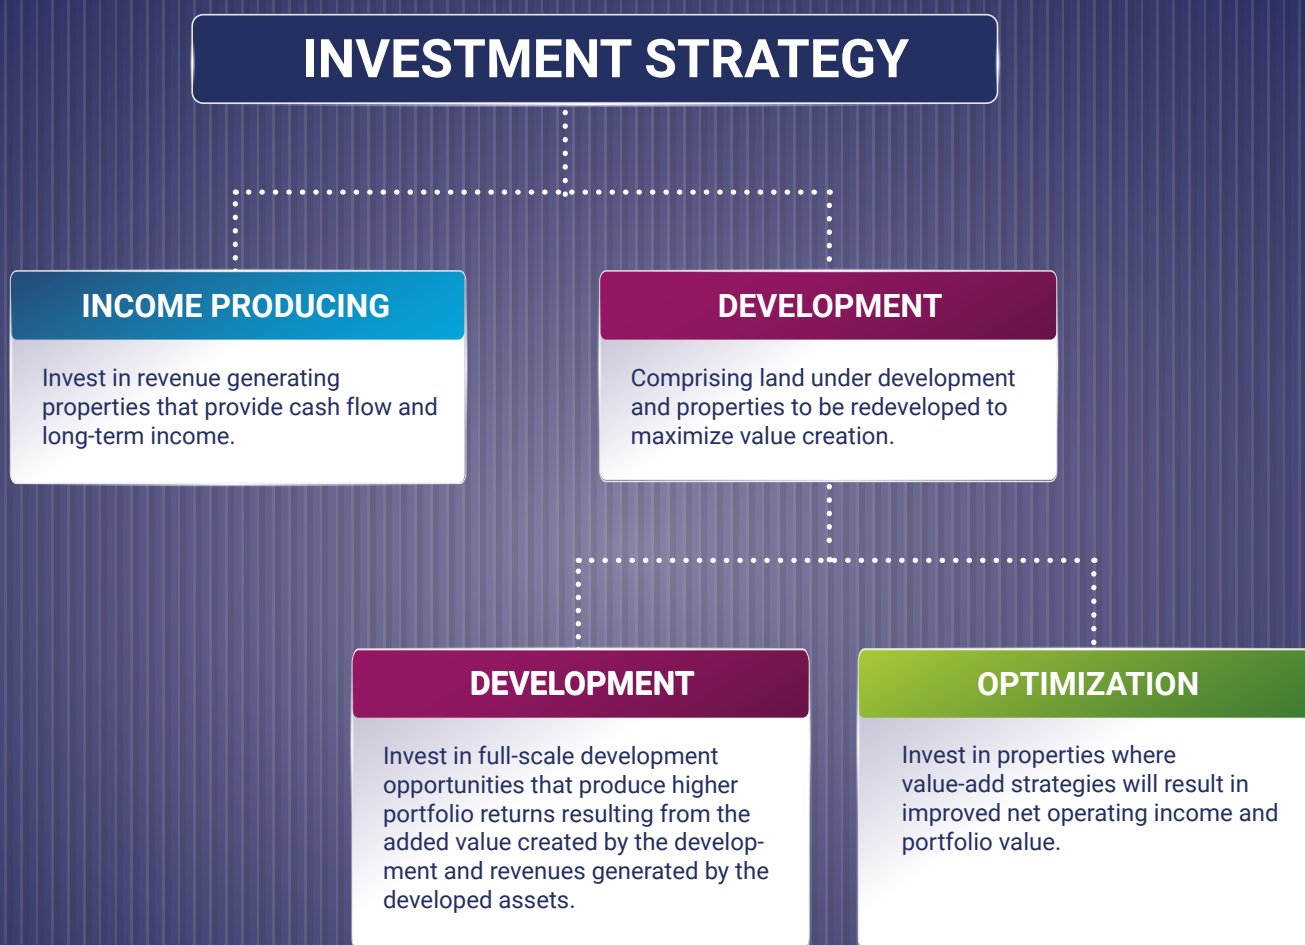 INVESTMENT STRATEGY
INCOME PRODUCING
Invest in revenue generating
properties that provide cash flow and
long-term income.
DEVELOPMENT
Comprising land under development
and properties to be redeveloped to
maximize value creation.
DEVELOPMENT
Invest in full-scale development
opportunities that produce higher
portfolio returns resulting from the
added value created by the develop-
ment and revenues generated by the
developed assets.
OPTIMIZATION
Invest in properties where
value-add strategies will result in
improved net operating income and
portfolio value.